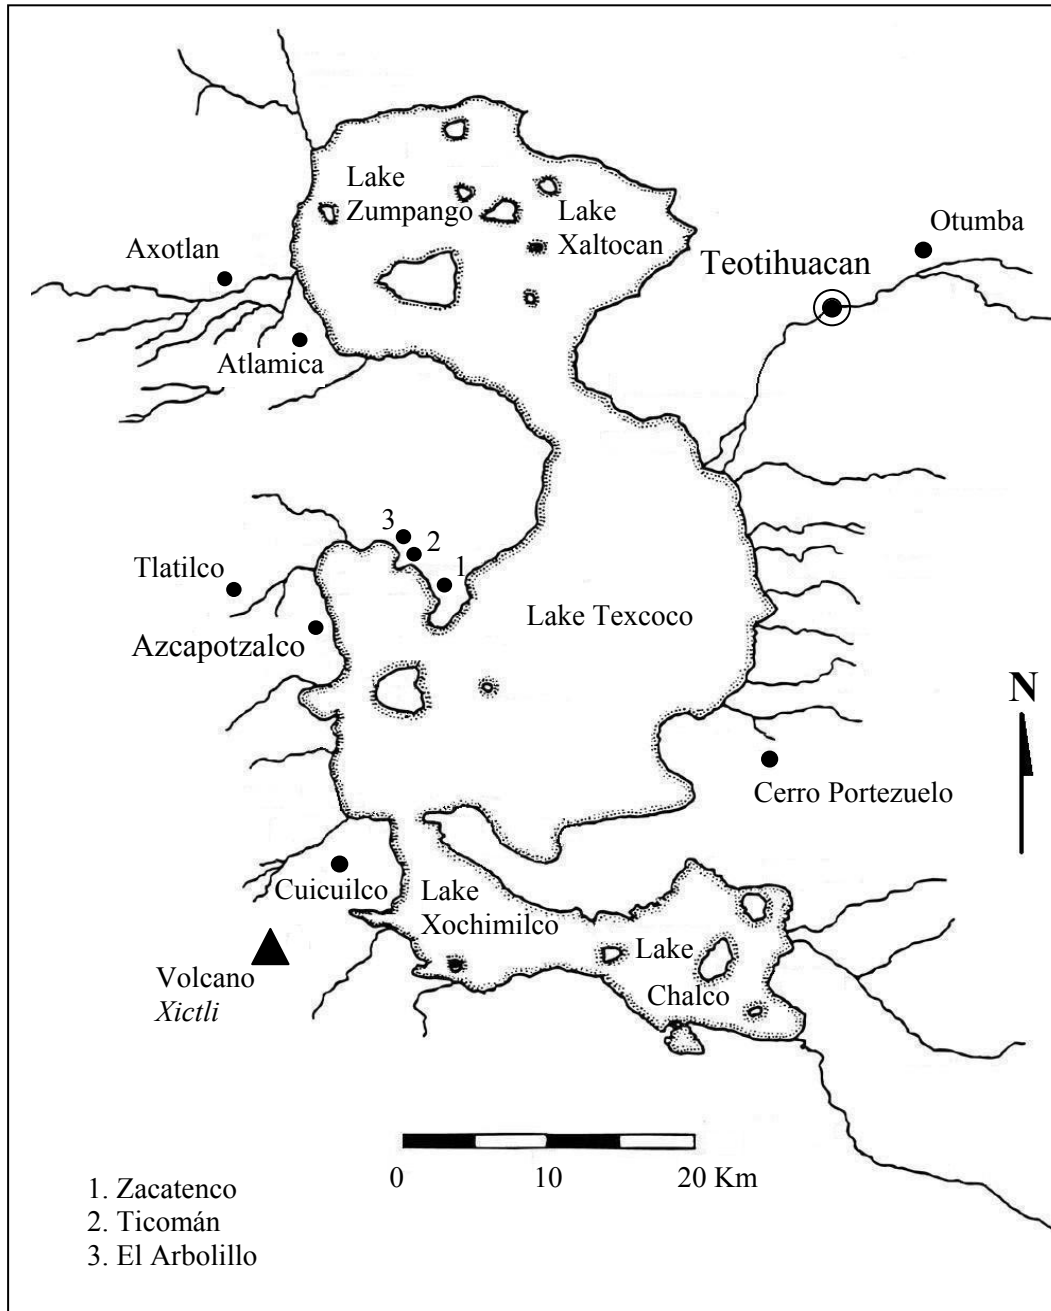 Lake
Zumpango
Lake
Xaltocan
Otumba
Axotlan
Teotihuacan
Atlamica
3
2
1
Tlatilco
Lake Texcoco
Azcapotzalco
N
Cerro Portezuelo
Cuicuilco
Lake
Xochimilco
Lake
Chalco
Volcano
Xictli
0 10 20 Km
1. Zacatenco
2. Ticomán
3. El Arbolillo